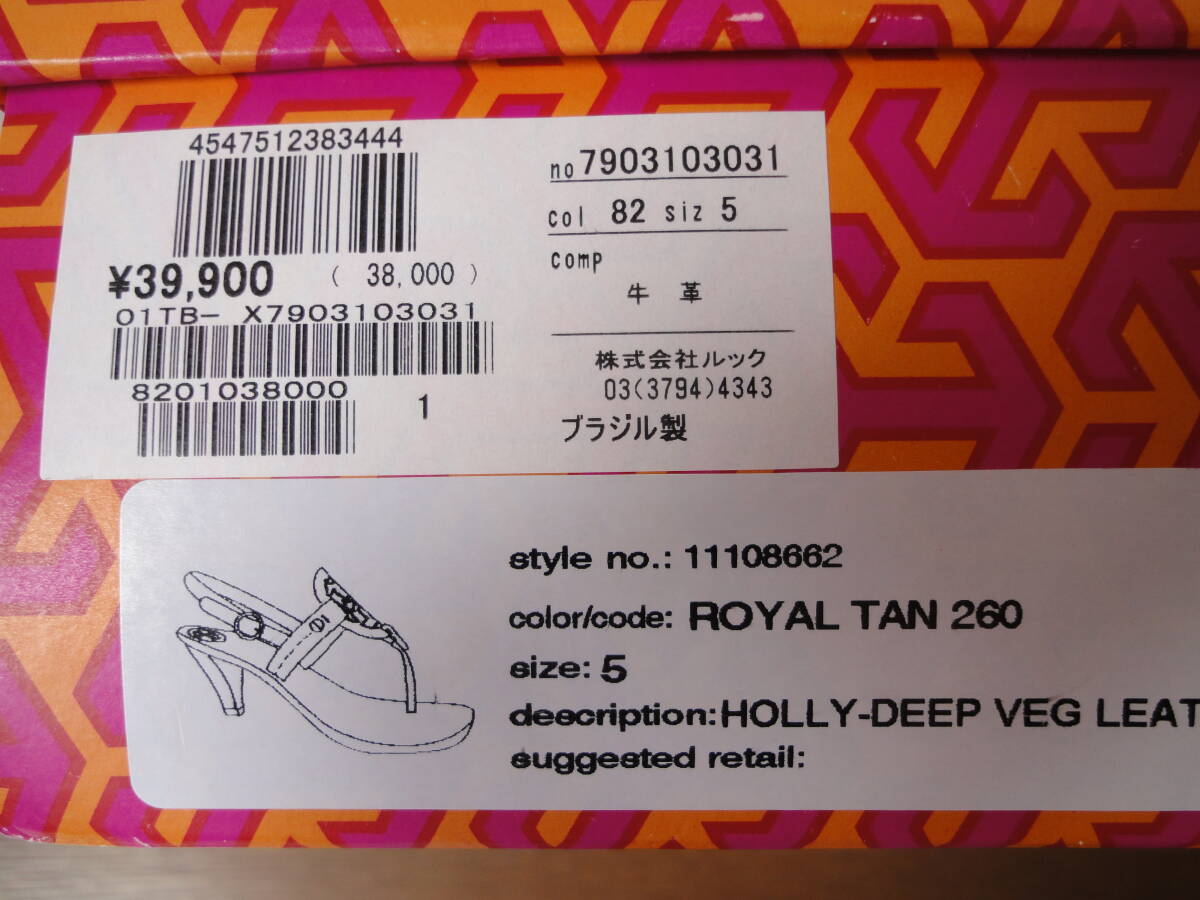 4547512383444
¥39,900 ( 38,000 )
01TB- X7903103031
8201038000
1
no 7903103031
col 82 siz 5
comp
牛 革
株式会社ルック
03(3794)4343
ブラジル製
style no.: 11108662
color/code: ROYAL TAN 260
size: 5
description: HOLLY-DEEP VEG LEAT
suggested retail: